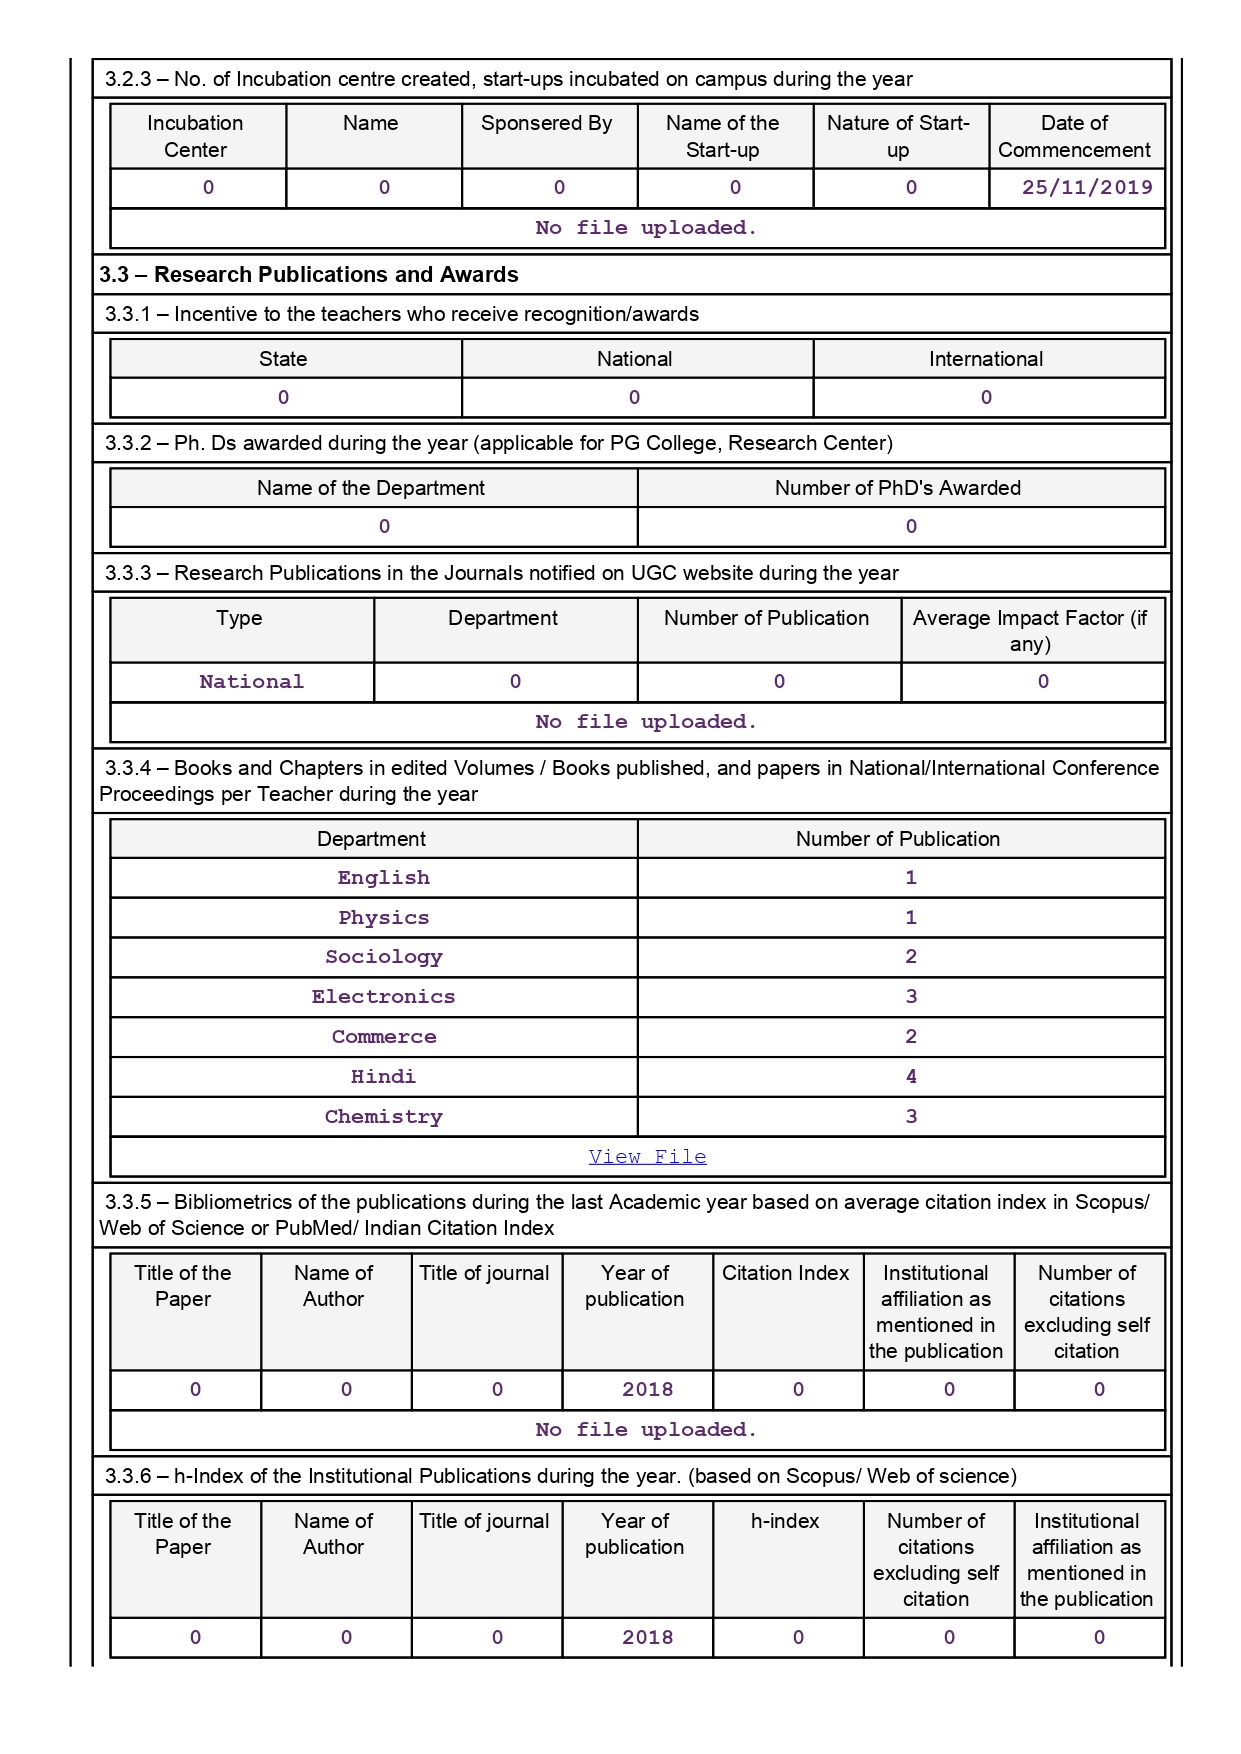 3.2.3 – No. of Incubation centre created, start-ups incubated on campus during the year
Incubation Center Name Sponsered By Name of the Start-up Nature of Start-up Date of Commencement
0 0 0 0 0 25/11/2019
No file uploaded.
3.3 – Research Publications and Awards
3.3.1 – Incentive to the teachers who receive recognition/awards
State National International
0 0 0
3.3.2 – Ph. Ds awarded during the year (applicable for PG College, Research Center)
Name of the Department Number of PhD's Awarded
0 0
3.3.3 – Research Publications in the Journals notified on UGC website during the year
Type Department Number of Publication Average Impact Factor (if any)
National 0 0 0
No file uploaded.
3.3.4 – Books and Chapters in edited Volumes / Books published, and papers in National/International Conference
Proceedings per Teacher during the year
Department Number of Publication
English 1
Physics 1
Sociology 2
Electronics 3
Commerce 2
Hindi 4
Chemistry 3
View File
3.3.5 – Bibliometrics of the publications during the last Academic year based on average citation index in Scopus/
Web of Science or PubMed/ Indian Citation Index
Title of the Paper Name of Author Title of journal Year of publication Citation Index Institutional affiliation as mentioned in the publication Number of citations excluding self citation
0 0 0 2018 0 0 0
No file uploaded.
3.3.6 – h-Index of the Institutional Publications during the year. (based on Scopus/ Web of science)
Title of the Paper Name of Author Title of journal Year of publication h-index Number of citations excluding self citation Institutional affiliation as mentioned in the publication
0 0 0 2018 0 0 0